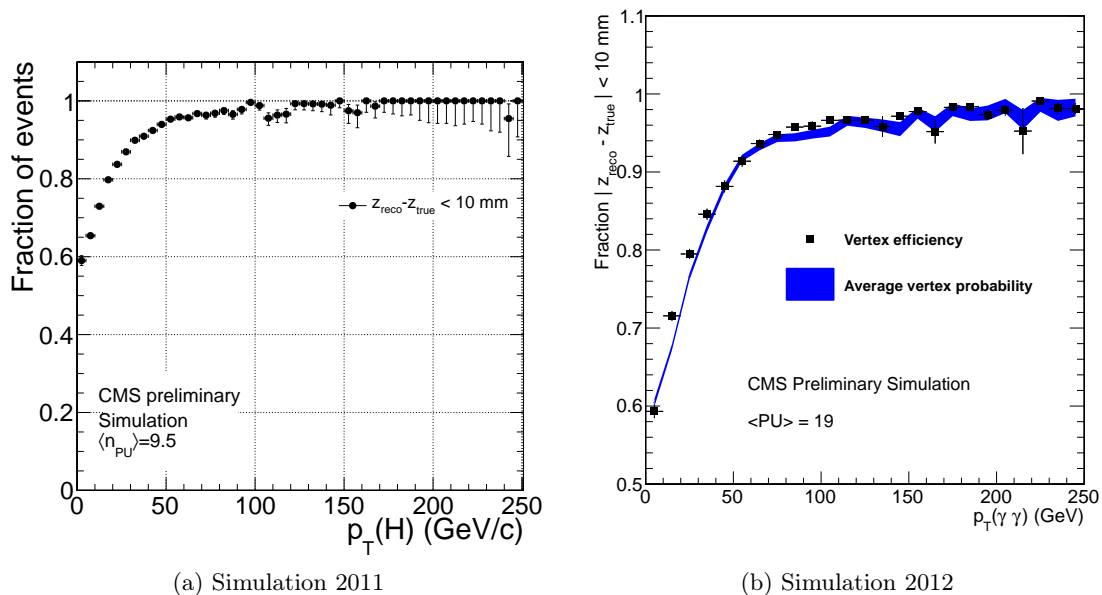 Fraction of events
1
0.8
0.6
0.4
0.2
0
z_reco-z_true < 10 mm
CMS preliminary
Simulation
⟨n_PU⟩=9.5
0 50 100 150 200 250
p_T(H) (GeV/c)
(a) Simulation 2011
Fraction | z_reco - z_true | < 10 mm
1.1
1
0.9
0.8
0.7
0.6
0.5
Vertex efficiency
Average vertex probability
CMS Preliminary Simulation
<PU> = 19
0 50 100 150 200 250
p_T(γ γ) (GeV)
(b) Simulation 2012